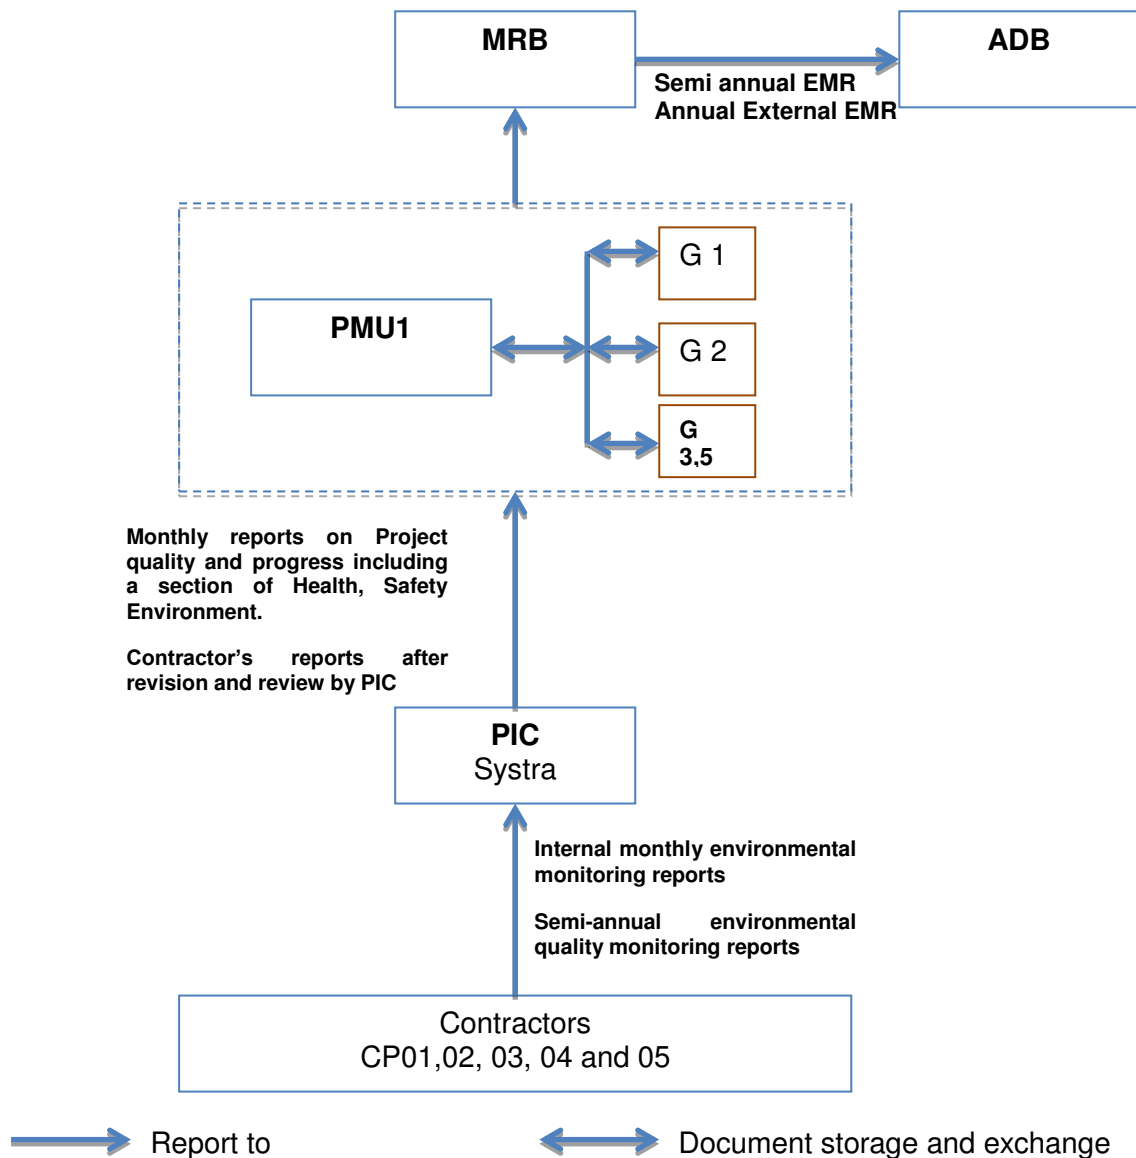 MRB
ADB
Semi annual EMR
Annual External EMR
G 1
PMU1
G 2
G
3,5
Monthly reports on Project
quality and progress including
a section of Health, Safety
Environment.
Contractor's reports after
revision and review by PIC
PIC
Systra
Internal monthly environmental
monitoring reports
Semi-annual environmental
quality monitoring reports
Contractors
CP01,02, 03, 04 and 05
Report to
Document storage and exchange